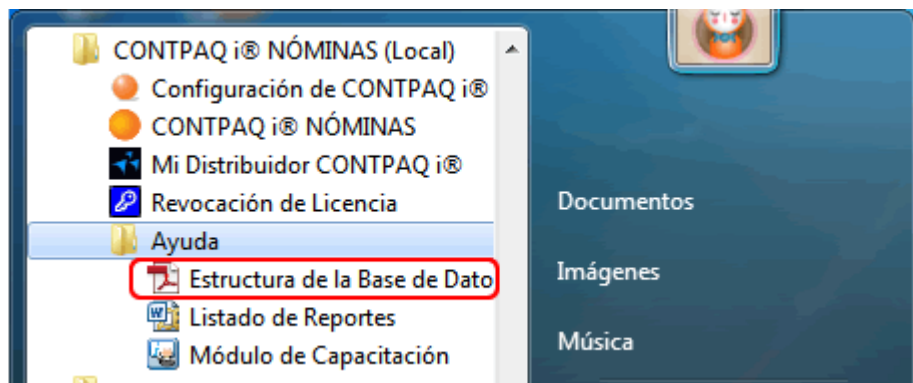 CONTPAQ i® NÓMINAS (Local)
Configuración de CONTPAQ i®
CONTPAQ i® NÓMINAS
Mi Distribuidor CONTPAQ i®
Revocación de Licencia
Ayuda
Estructura de la Base de Dato
Listado de Reportes
Módulo de Capacitación
Documentos
Imágenes
Música